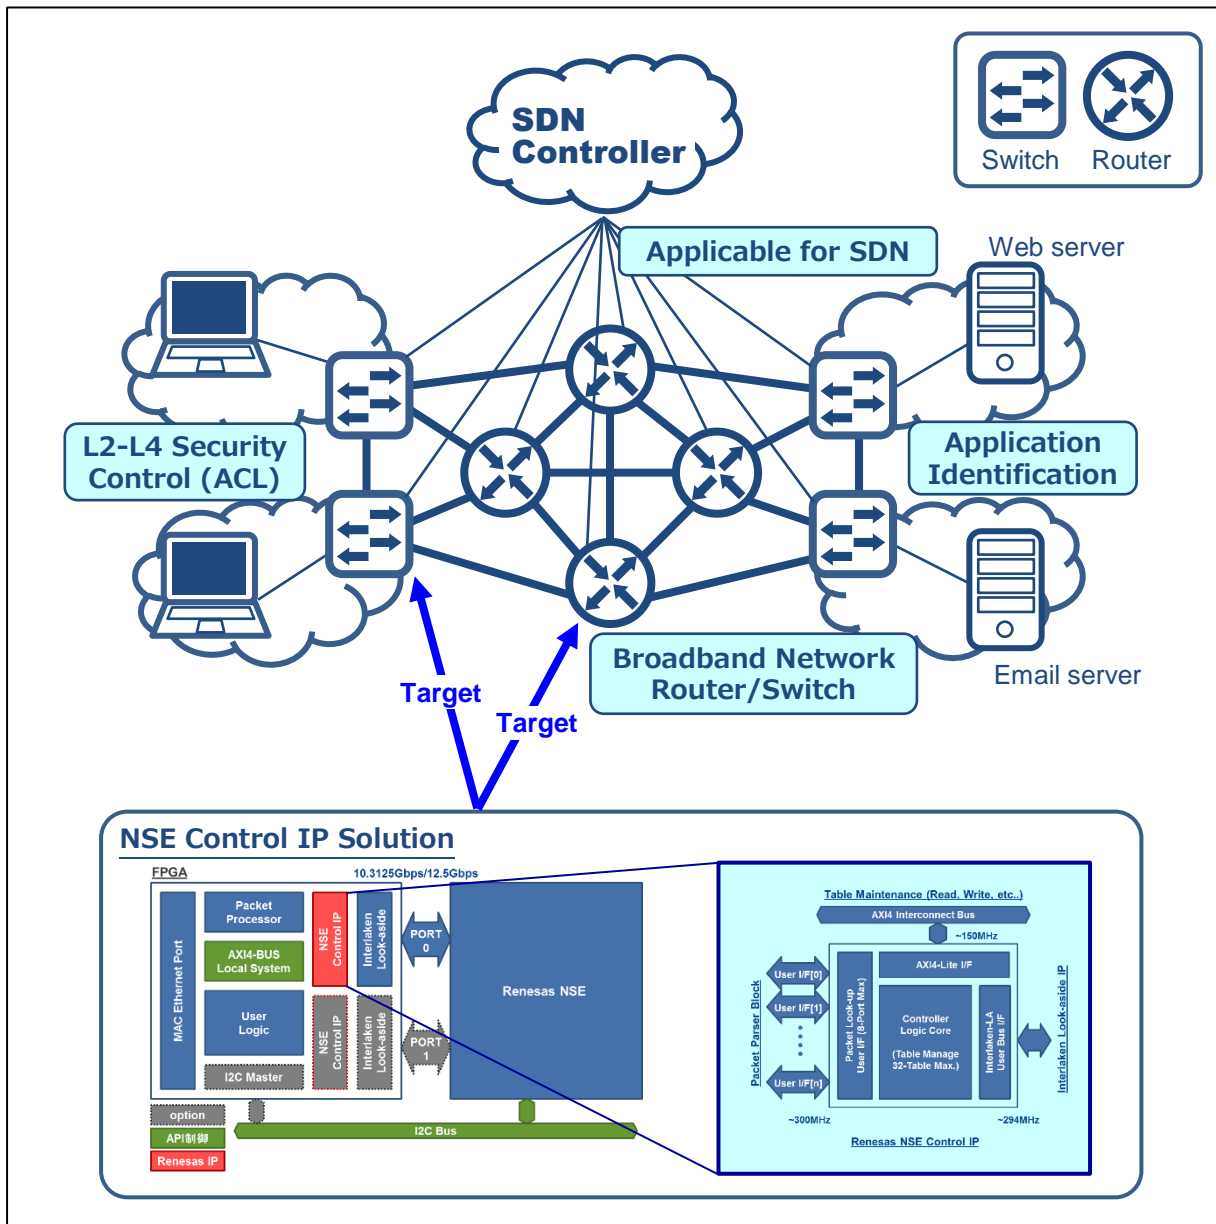 SDN
Controller
Switch
Router
Applicable for SDN
Web server
L2-L4 Security
Control (ACL)
Application
Identification
Broadband Network
Router/Switch
Email server
Target
Target
NSE Control IP Solution
FPGA
10.3125Gbps/12.5Gbps
MAC Ethernet Port
Packet
Processor
AXI4-BUS
Local System
User
Logic
I2C Master
NSE
Control IP
Interlaken
Look-aside
NSE
Control IP
Interlaken
Look-aside
PORT
0
PORT
1
Renesas NSE
I2C Bus
option
API制御
Renesas IP
Table Maintenance (Read, Write, etc..)
AXI4 Interconnect Bus
~150MHz
Packet Parser Block
User I/F[0]
User I/F[1]
User I/F[n]
Packet Look-up
User I/F (8-Port Max)
AXI4-Lite I/F
Controller
Logic Core
(Table Manage
32-Table Max.)
Interlaken-LA
User Bus I/F
Interlaken Look-aside IP
~300MHz
~294MHz
Renesas NSE Control IP